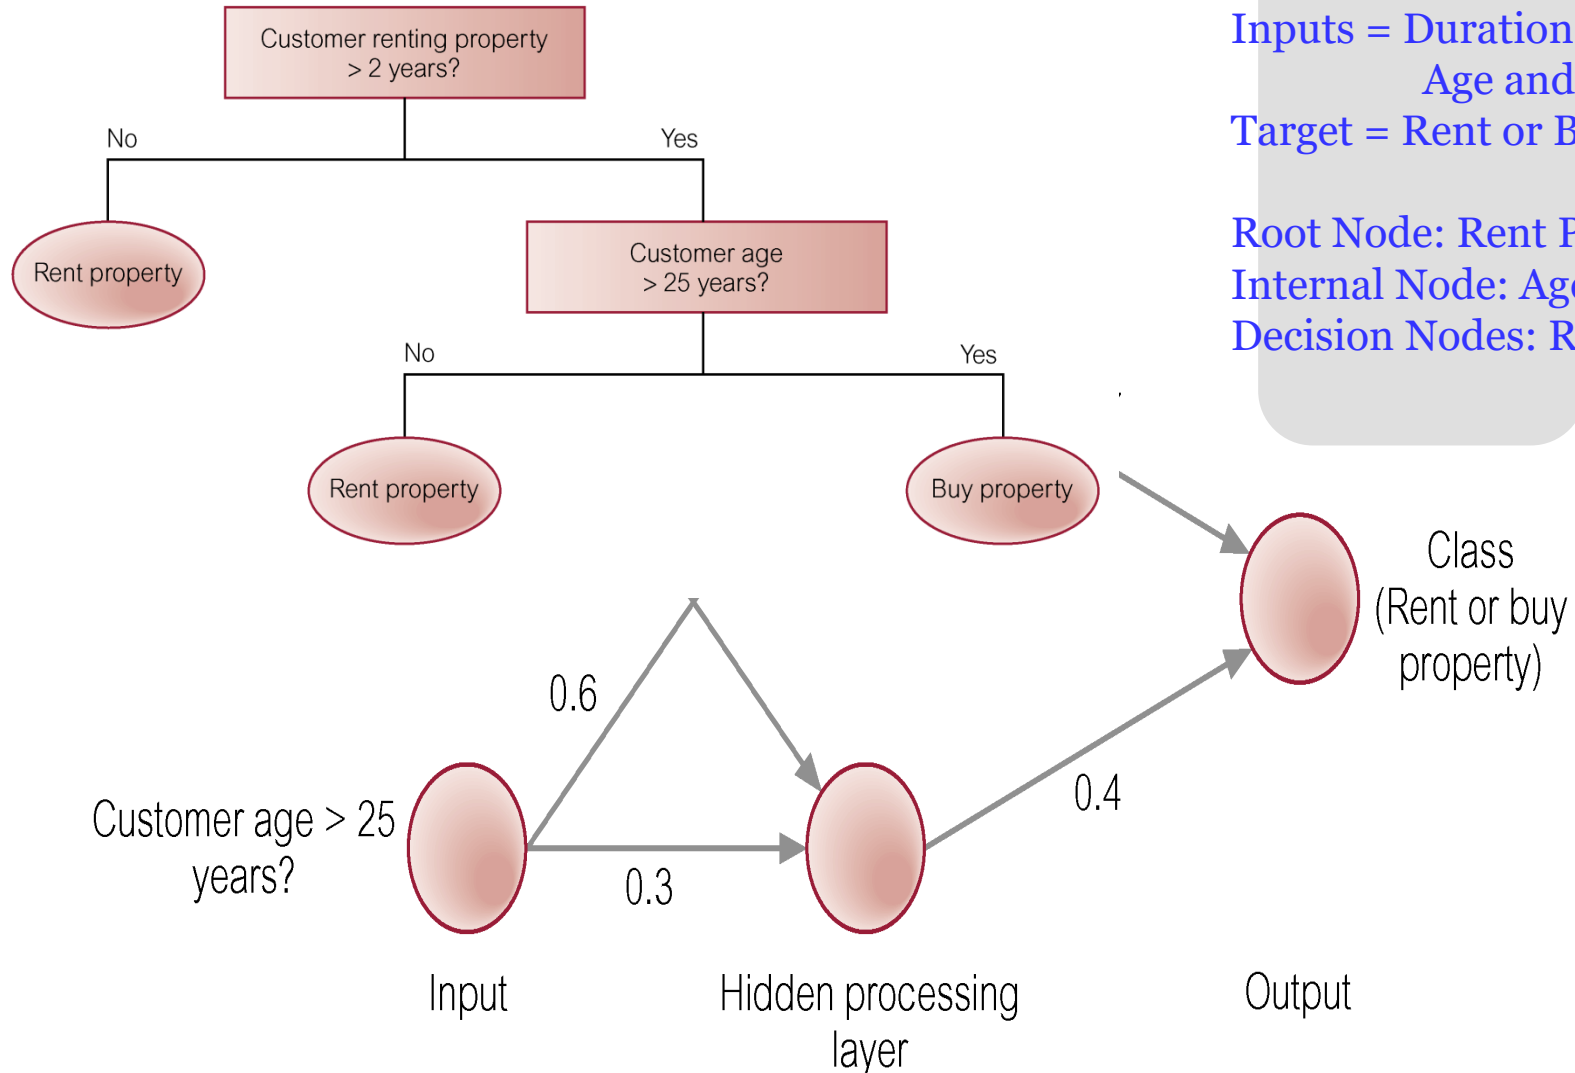 Customer renting property
> 2 years?
No
Yes
Rent property
Customer age
> 25 years?
No
Yes
Rent property
Buy property
Inputs = Duration
Age and
Target = Rent or B
Root Node: Rent P
Internal Node: Age
Decision Nodes: R
Class
(Rent or buy
property)
0.6
0.4
Customer age > 25
years?
0.3
Input
Hidden processing
layer
Output